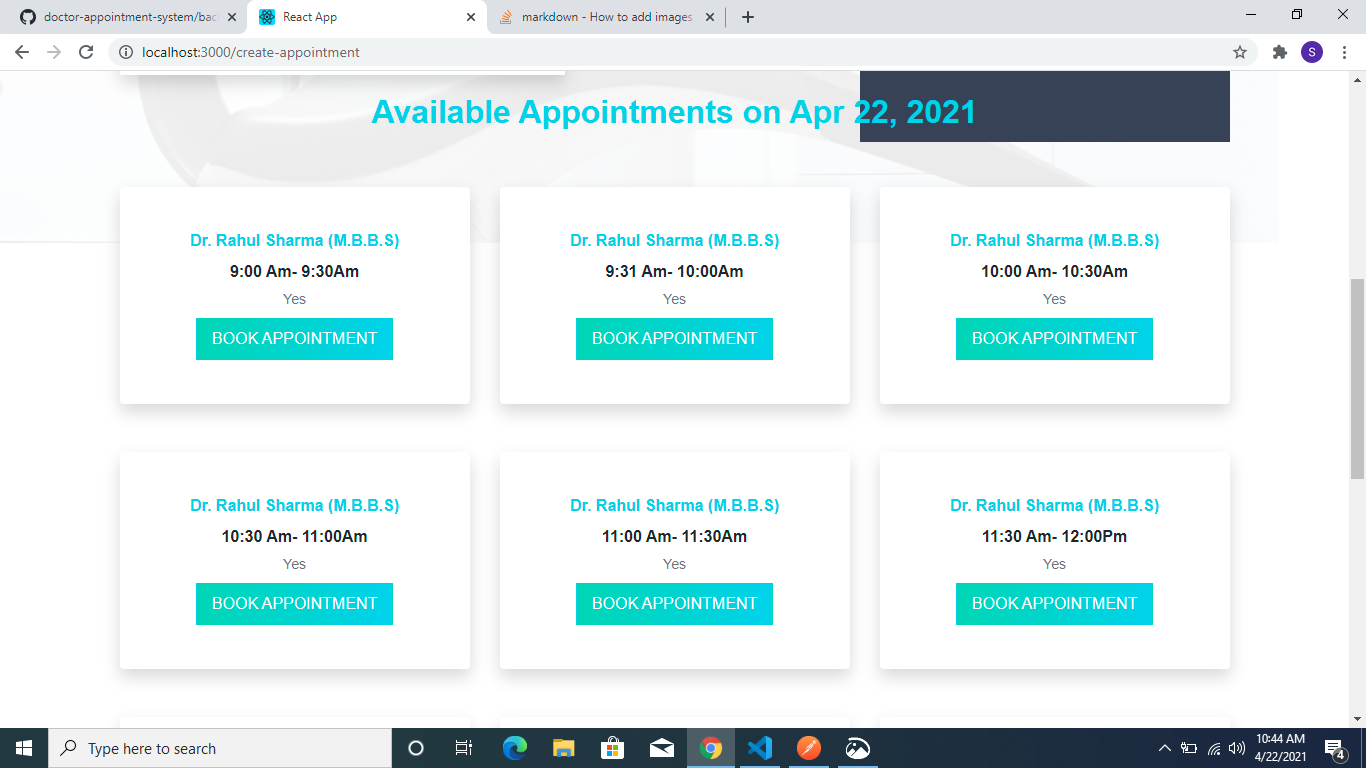 doctor-appointment-system/bac
React App
markdown - How to add images
localhost:3000/create-appointment
S
Available Appointments on Apr 22, 2021
Dr. Rahul Sharma (M.B.B.S)
9:00 Am- 9:30Am
Yes
BOOK APPOINTMENT
Dr. Rahul Sharma (M.B.B.S)
9:31 Am- 10:00Am
Yes
BOOK APPOINTMENT
Dr. Rahul Sharma (M.B.B.S)
10:00 Am- 10:30Am
Yes
BOOK APPOINTMENT
Dr. Rahul Sharma (M.B.B.S)
10:30 Am- 11:00Am
Yes
BOOK APPOINTMENT
Dr. Rahul Sharma (M.B.B.S)
11:00 Am- 11:30Am
Yes
BOOK APPOINTMENT
Dr. Rahul Sharma (M.B.B.S)
11:30 Am- 12:00Pm
Yes
BOOK APPOINTMENT
Type here to search
10:44 AM
4/22/2021
4